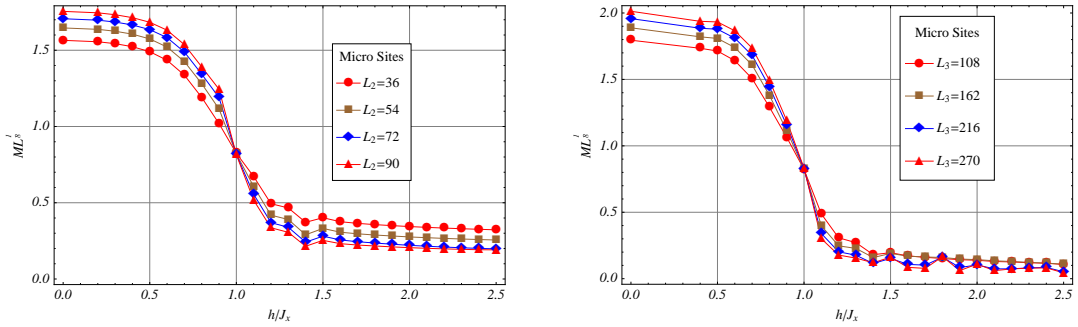 1.5
1.0
0.5
0.0
ML^s^l
Micro Sites
L₂=36
L₂=54
L₂=72
L₂=90
0.0 0.5 1.0 1.5 2.0 2.5
h/Jₓ
2.0
1.5
1.0
0.5
0.0
ML^s^l
Micro Sites
L₃=108
L₃=162
L₃=216
L₃=270
0.0 0.5 1.0 1.5 2.0 2.5
h/Jₓ